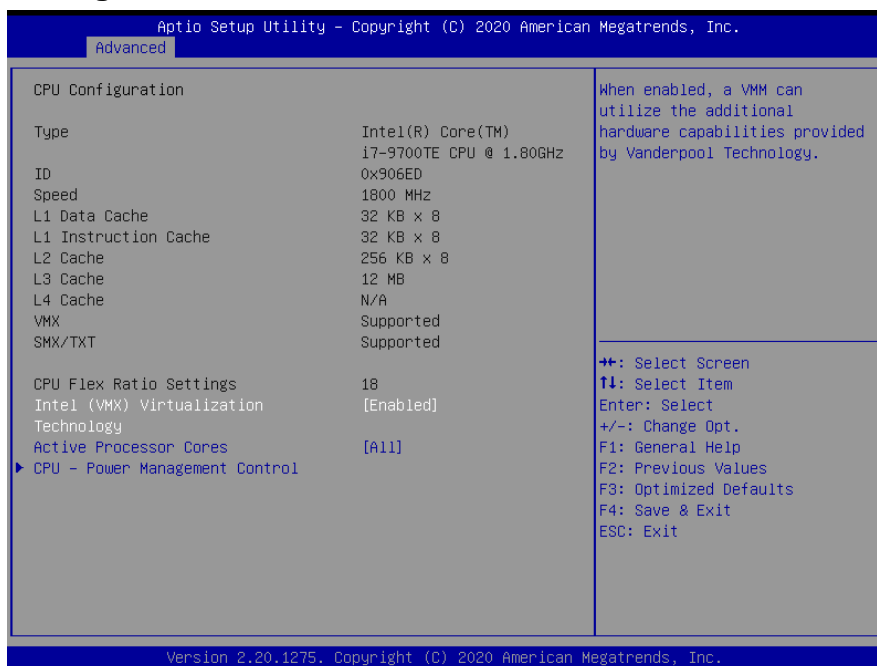 Aptio Setup Utility – Copyright (C) 2020 American Megatrends, Inc.
Advanced
CPU Configuration
Type Intel(R) Core(TM)
i7-9700TE CPU @ 1.80GHz
ID 0x906ED
Speed 1800 MHz
L1 Data Cache 32 KB x 8
L1 Instruction Cache 32 KB x 8
L2 Cache 256 KB x 8
L3 Cache 12 MB
L4 Cache N/A
VMX Supported
SMX/TXT Supported
CPU Flex Ratio Settings 18
Intel (VMX) Virtualization [Enabled]
Technology
Active Processor Cores [All]
CPU – Power Management Control
When enabled, a VMM can
utilize the additional
hardware capabilities provided
by Vanderpool Technology.
→←: Select Screen
↑↓: Select Item
Enter: Select
+/–: Change Opt.
F1: General Help
F2: Previous Values
F3: Optimized Defaults
F4: Save & Exit
ESC: Exit
Version 2.20.1275. Copyright (C) 2020 American Megatrends, Inc.